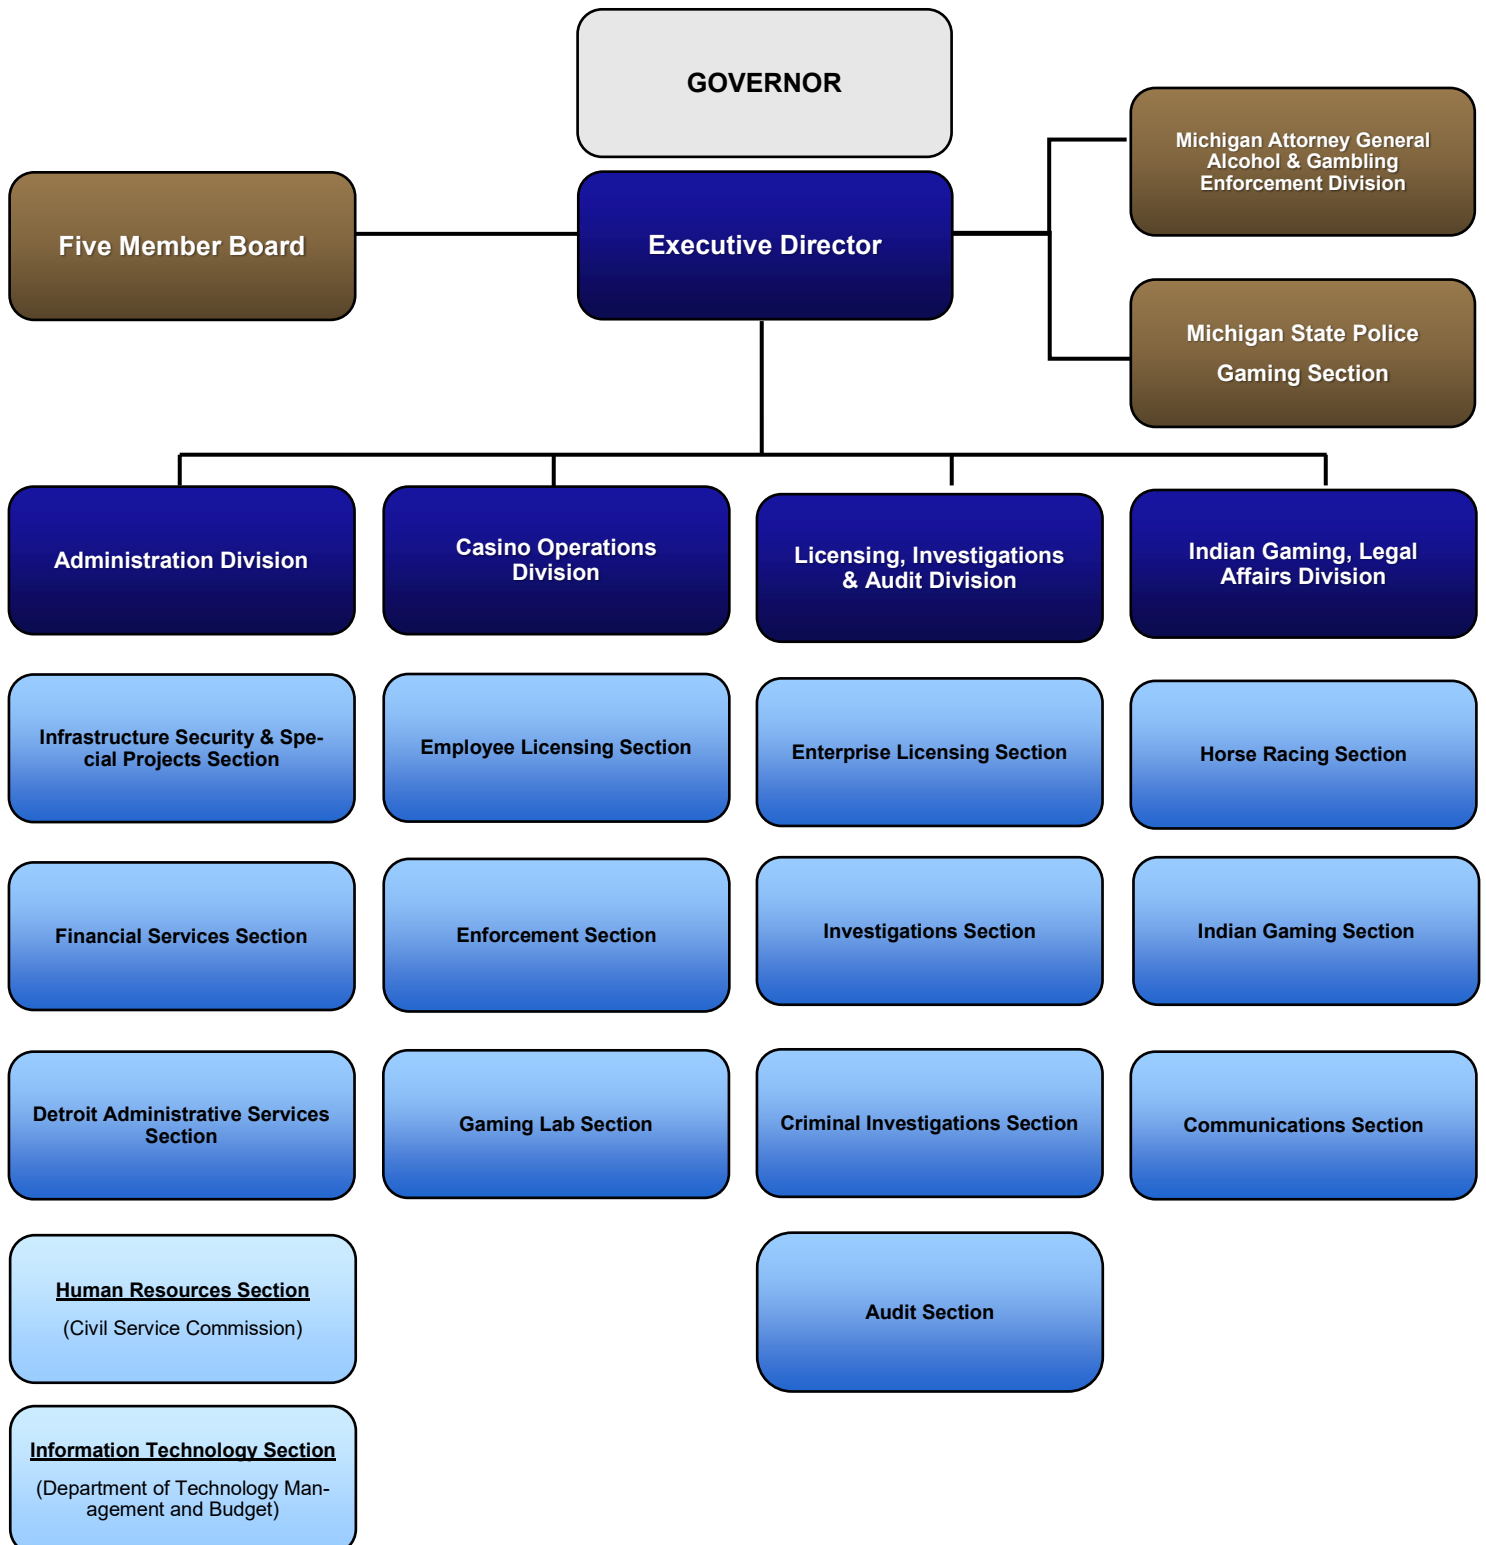 GOVERNOR
Michigan Attorney General
Alcohol & Gambling
Enforcement Division
Five Member Board
Executive Director
Michigan State Police
Gaming Section
Administration Division
Casino Operations
Division
Licensing, Investigations
& Audit Division
Indian Gaming, Legal
Affairs Division
Infrastructure Security & Spe-
cial Projects Section
Employee Licensing Section
Enterprise Licensing Section
Horse Racing Section
Financial Services Section
Enforcement Section
Investigations Section
Indian Gaming Section
Detroit Administrative Services
Section
Gaming Lab Section
Criminal Investigations Section
Communications Section
Human Resources Section
(Civil Service Commission)
Audit Section
Information Technology Section
(Department of Technology Man-
agement and Budget)